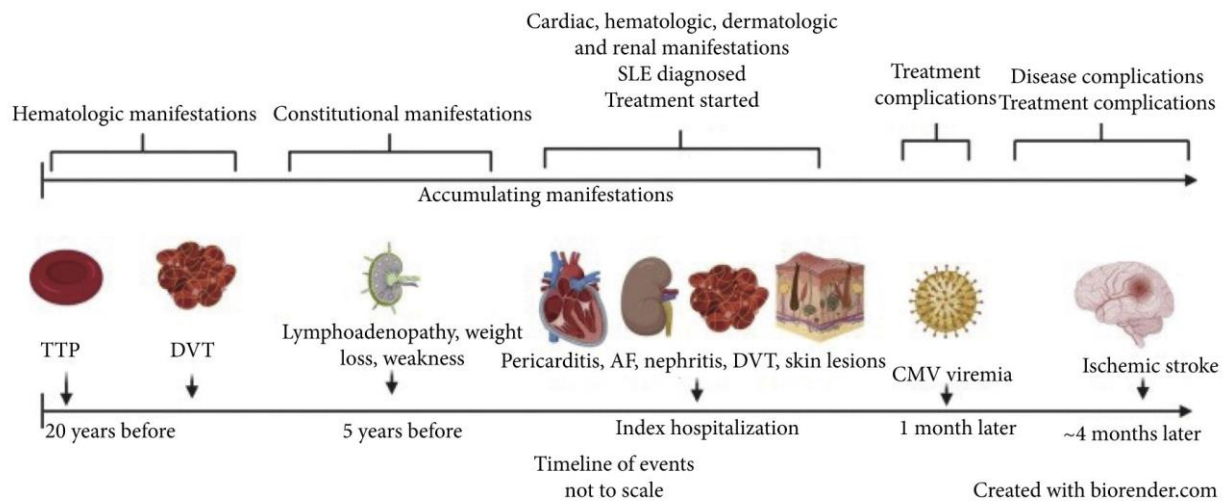 Hematologic manifestations
Constitutional manifestations
Cardiac, hematologic, dermatologic
and renal manifestations
SLE diagnosed
Treatment started
Treatment
complications
Disease complications
Treatment complications
Accumulating manifestations
TTP
DVT
Lymphoadenopathy, weight
loss, weakness
Pericarditis, AF, nephritis, DVT, skin lesions
CMV viremia
Ischemic stroke
20 years before
5 years before
Index hospitalization
1 month later
~4 months later
Timeline of events
not to scale
Created with biorender.com